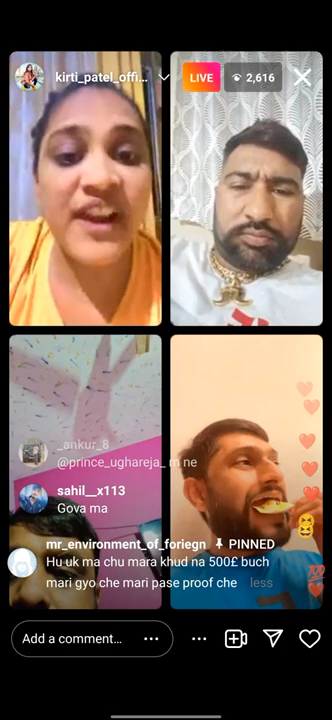 kirti_patel_offi...
LIVE
2,616
_ankur_8
@prince_ughareja_ m ne
sahil__x113
Gova ma
mr_environment_of_foriegn PINNED
Hu uk ma chu mara khud na 500£ buch
mari gyo che mari pase proof che less
Add a comment...